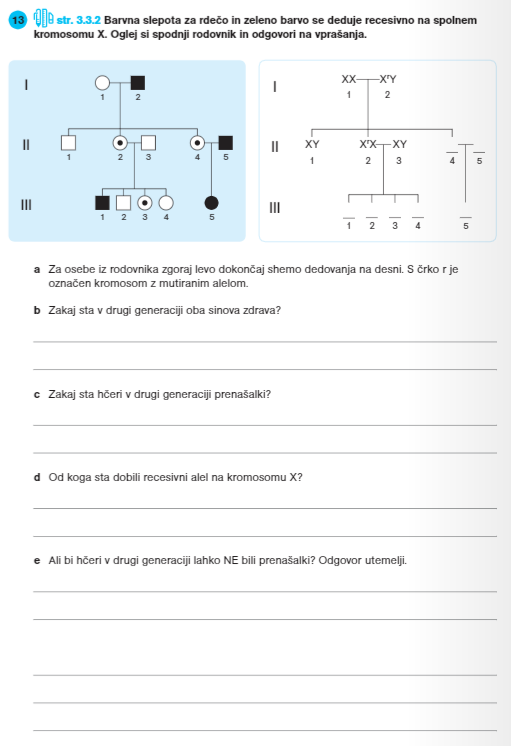 13 str. 3.3.2 Barvna slepota za rdečo in zeleno barvo se deduje recesivno na spolnem
kromosomu X. Oglej si spodnji rodovnik in odgovori na vprašanja.
I
1 2
II
1 2 3 4 5
III
1 2 3 4 5
I
XX XʳY
1 2
II
XY XʳX XY
1 2 3 4 5
III
1 2 3 4 5
a Za osebe iz rodovnika zgoraj levo dokončaj shemo dedovanja na desni. S črko r je
označen kromosom z mutiranim alelom.
b Zakaj sta v drugi generaciji oba sinova zdrava?
c Zakaj sta hčeri v drugi generaciji prenašalki?
d Od koga sta dobili recesivni alel na kromosomu X?
e Ali bi hčeri v drugi generaciji lahko NE bili prenašalki? Odgovor utemelji.